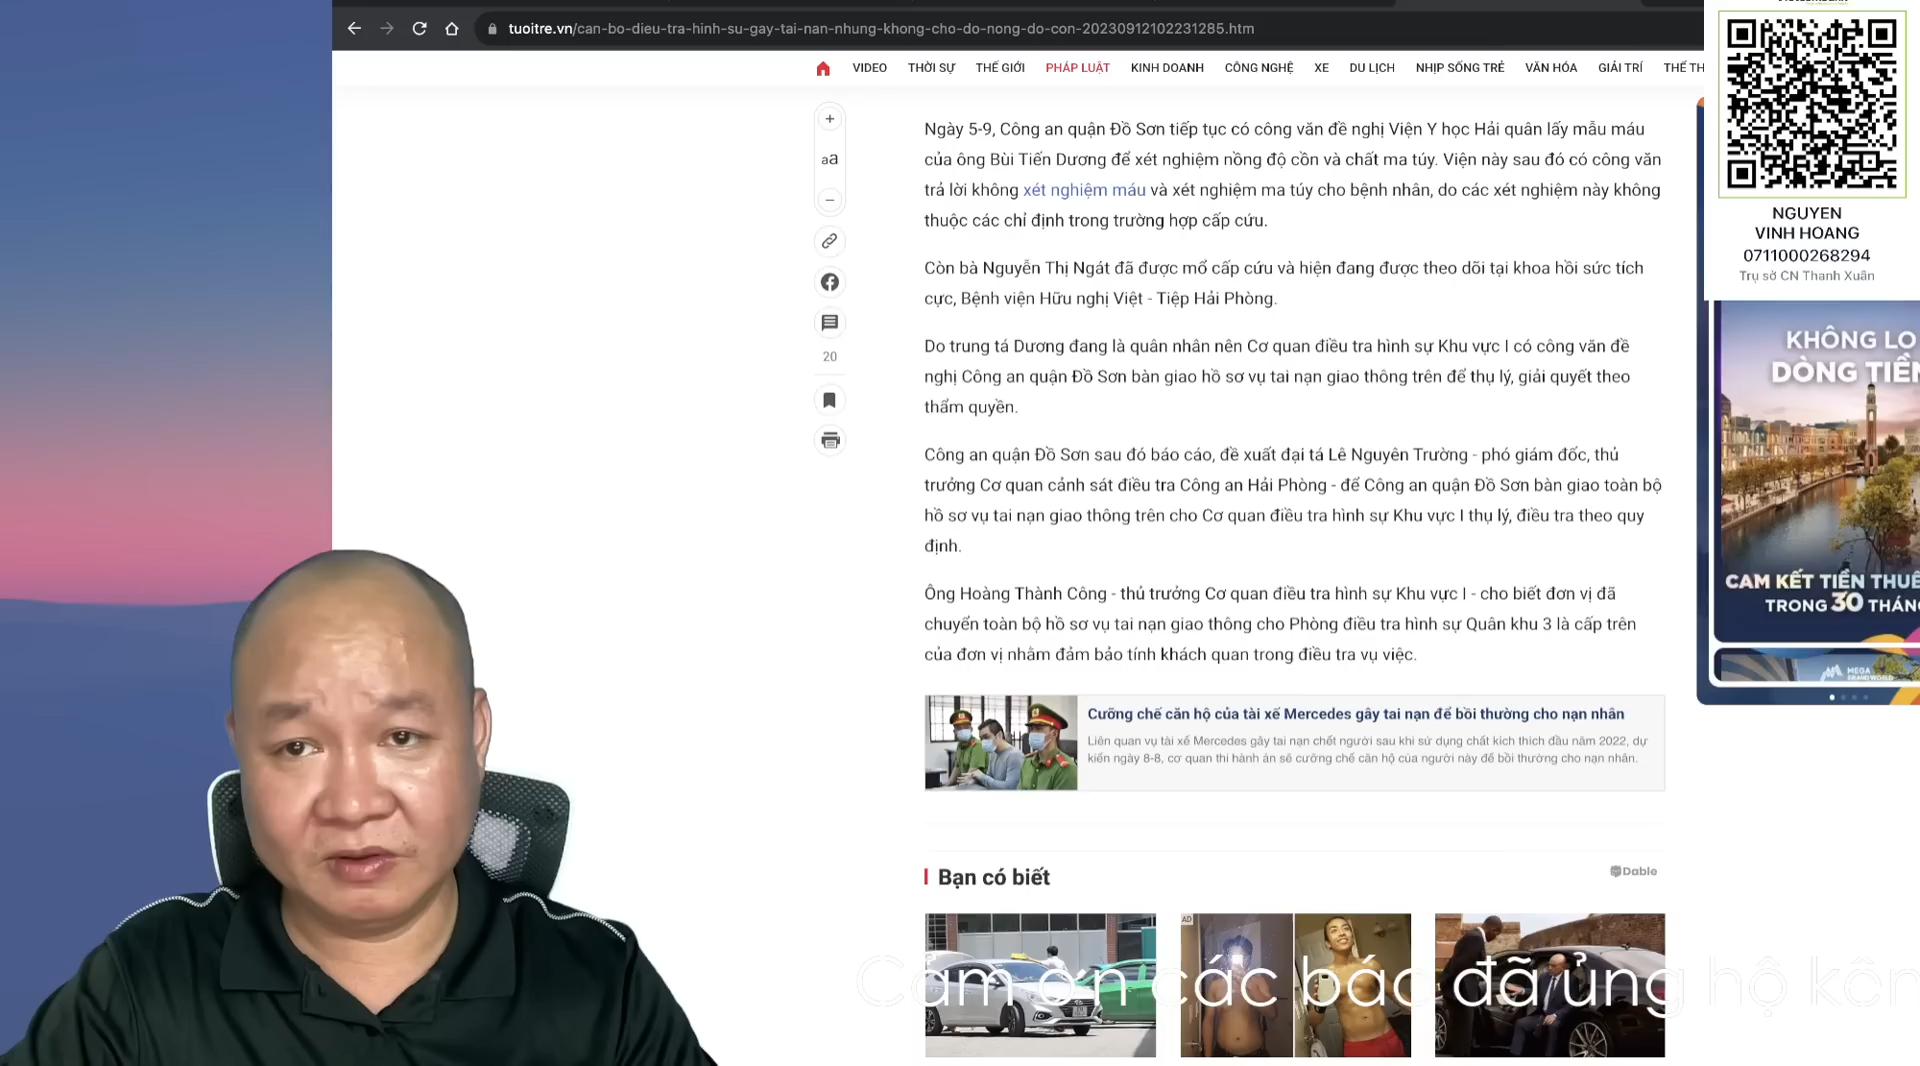 tuoitre.vn/can-bo-dieu-tra-hinh-su-gay-tai-nan-nhung-khong-cho-do-nong-do-con-20230912102231285.htm
VIDEO THỜI SỰ THẾ GIỚI PHÁP LUẬT KINH DOANH CÔNG NGHỆ XE DU LỊCH NHỊP SỐNG TRẺ VĂN HÓA GIẢI TRÍ THỂ TH
NGUYEN
VINH HOANG
0711000268294
Trụ sở CN Thanh Xuân
+
aA
−
20
Ngày 5-9, Công an quận Đồ Sơn tiếp tục có công văn đề nghị Viện Y học Hải quân lấy mẫu máu
của ông Bùi Tiến Dương để xét nghiệm nồng độ cồn và chất ma túy. Viện này sau đó có công văn
trả lời không xét nghiệm máu và xét nghiệm ma túy cho bệnh nhân, do các xét nghiệm này không
thuộc các chỉ định trong trường hợp cấp cứu.
Còn bà Nguyễn Thị Ngát đã được mổ cấp cứu và hiện đang được theo dõi tại khoa hồi sức tích
cực, Bệnh viện Hữu nghị Việt - Tiệp Hải Phòng.
Do trung tá Dương đang là quân nhân nên Cơ quan điều tra hình sự Khu vực I có công văn đề
nghị Công an quận Đồ Sơn bàn giao hồ sơ vụ tai nạn giao thông trên để thụ lý, giải quyết theo
thẩm quyền.
Công an quận Đồ Sơn sau đó báo cáo, đề xuất đại tá Lê Nguyên Trường - phó giám đốc, thủ
trưởng Cơ quan cảnh sát điều tra Công an Hải Phòng - để Công an quận Đồ Sơn bàn giao toàn bộ
hồ sơ vụ tai nạn giao thông trên cho Cơ quan điều tra hình sự Khu vực I thụ lý, điều tra theo quy
định.
Ông Hoàng Thành Công - thủ trưởng Cơ quan điều tra hình sự Khu vực I - cho biết đơn vị đã
chuyển toàn bộ hồ sơ vụ tai nạn giao thông cho Phòng điều tra hình sự Quân khu 3 là cấp trên
của đơn vị nhằm đảm bảo tính khách quan trong điều tra vụ việc.
Cưỡng chế căn hộ của tài xế Mercedes gây tai nạn để bồi thường cho nạn nhân
Liên quan vụ tài xế Mercedes gây tai nạn chết người sau khi sử dụng chất kích thích đầu năm 2022, dự
kiến ngày 8-8, cơ quan thi hành án sẽ cưỡng chế căn hộ của người này để bồi thường cho nạn nhân.
KHÔNG LO
DÒNG TIỀN
CAM KẾT TIỀN THUÊ
TRONG 30 THÁNG
MEGA
GRAND WORLD
Bạn có biết
Dable
AD
Cảm ơn các bác đã ủng hộ kên